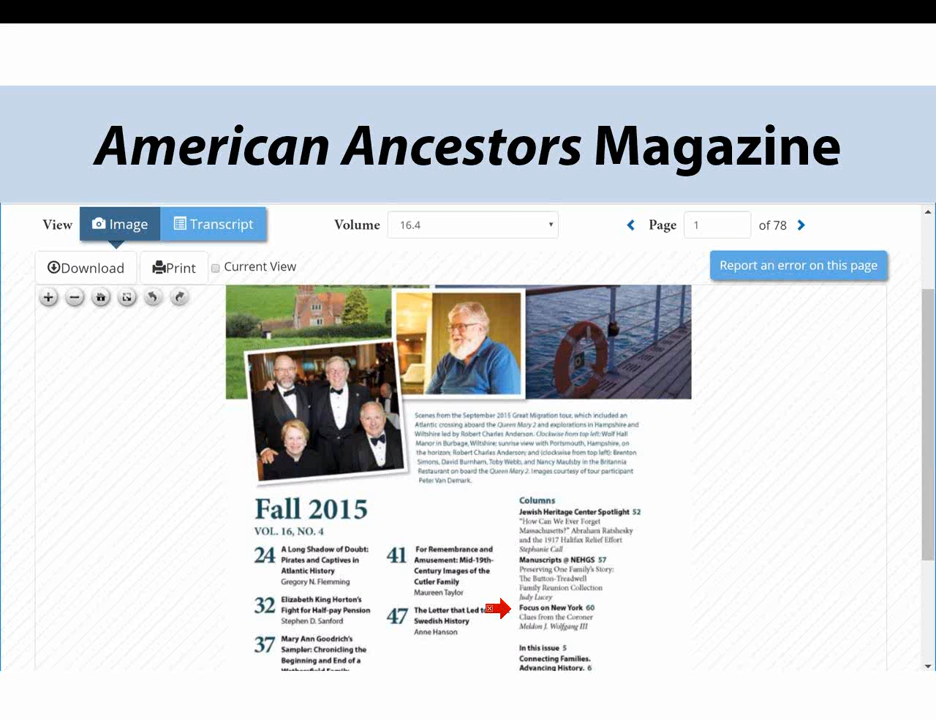 American Ancestors Magazine
View Image Transcript Volume 16.4 Page 1 of 78
Download Print Current View Report an error on this page
Scenes from the September 2015 Great Migration tour, which included an
Atlantic crossing aboard the Queen Mary 2 and explorations in Hampshire and
Wiltshire led by Robert Charles Anderson. Clockwise from top left: Wolf Hall
Manor in Burbage, Wiltshire; sunrise view with Portsmouth, Hampshire, on
the horizon; Robert Charles Anderson; and (clockwise from top left): Brenton
Simons, David Burnham, Toby Webb, and Nancy Maulsby in the Britannia
Restaurant on board the Queen Mary 2. Images courtesy of tour participant
Peter Van Demark.
Fall 2015
VOL. 16, NO. 4
24 A Long Shadow of Doubt:
Pirates and Captives in
Atlantic History
Gregory N. Flemming
32 Elizabeth King Horton's
Fight for Half-pay Pension
Stephen D. Sanford
37 Mary Ann Goodrich's
Sampler: Chronicling the
Beginning and End of a
Wethersfield Family
41 For Remembrance and
Amusement: Mid-19th-
Century Images of the
Cutler Family
Maureen Taylor
47 The Letter that Led to
Swedish History
Anne Hanson
Columns
Jewish Heritage Center Spotlight 52
"How Can We Ever Forget
Massachusetts?" Abraham Ratshesky
and the 1917 Halifax Relief Effort
Stephanie Call
Manuscripts @ NEHGS 57
Preserving One Family's Story:
The Button-Treadwell
Family Reunion Collection
Judy Lucey
Focus on New York 60
Clues from the Coroner
Meldon J. Wolfgang III
In this issue 5
Connecting Families.
Advancing History. 6